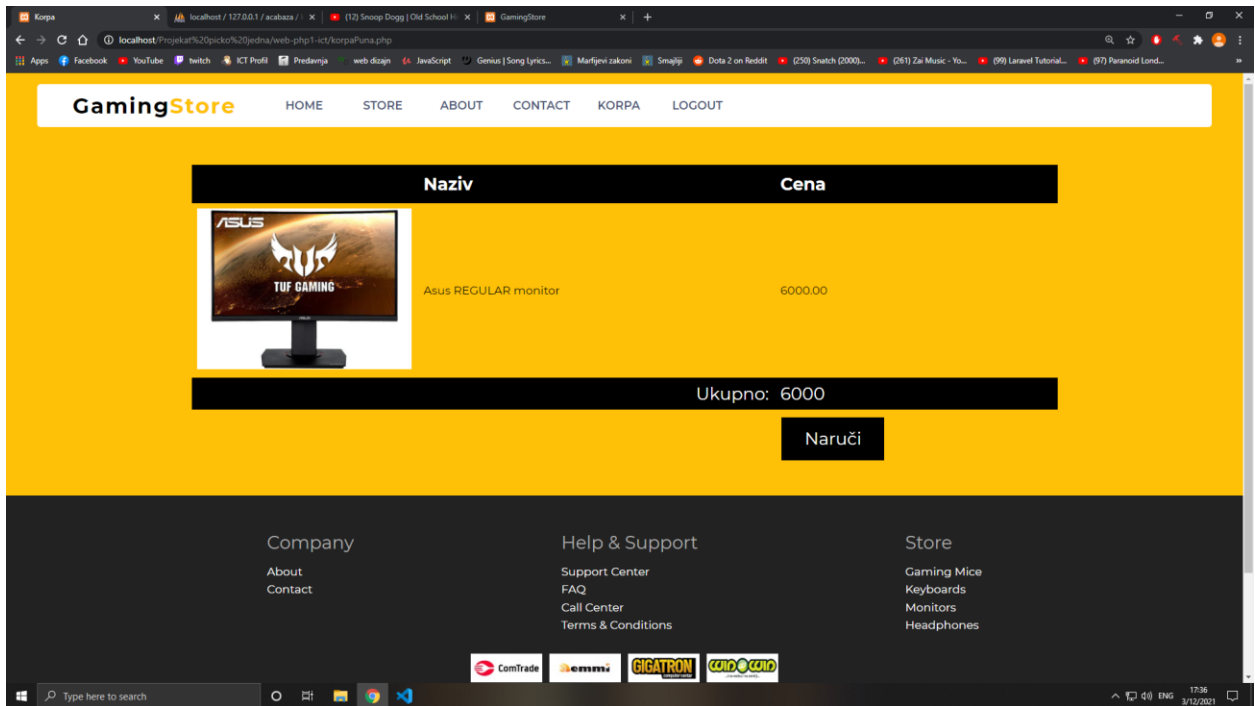 Korpa
localhost / 127.0.0.1 / acabaza / 
(12) Snoop Dogg | Old School H
GamingStore
localhost/Projekat%20picko%20jedna/web-php1-ict/korpaPuna.php
Apps Facebook YouTube twitch ICT Profil Predavnja web dizajn JavaScript Genius | Song Lyrics... Marfijevi zakoni Smajliji Dota 2 on Reddit (250) Snatch (2000)... (261) Zai Music - Yo... (99) Laravel Tutorial... (97) Paranoid Lond... »
GamingStore HOME STORE ABOUT CONTACT KORPA LOGOUT
Naziv Cena
ASUS
TUF GAMING
Asus REGULAR monitor 6000.00
Ukupno: 6000
Naruči
Company
About
Contact
Help & Support
Support Center
FAQ
Call Center
Terms & Conditions
Store
Gaming Mice
Keyboards
Monitors
Headphones
ComTrade
emmi
GIGATRON
computer centar
WINWIN
Type here to search
ENG
17:36
3/12/2021